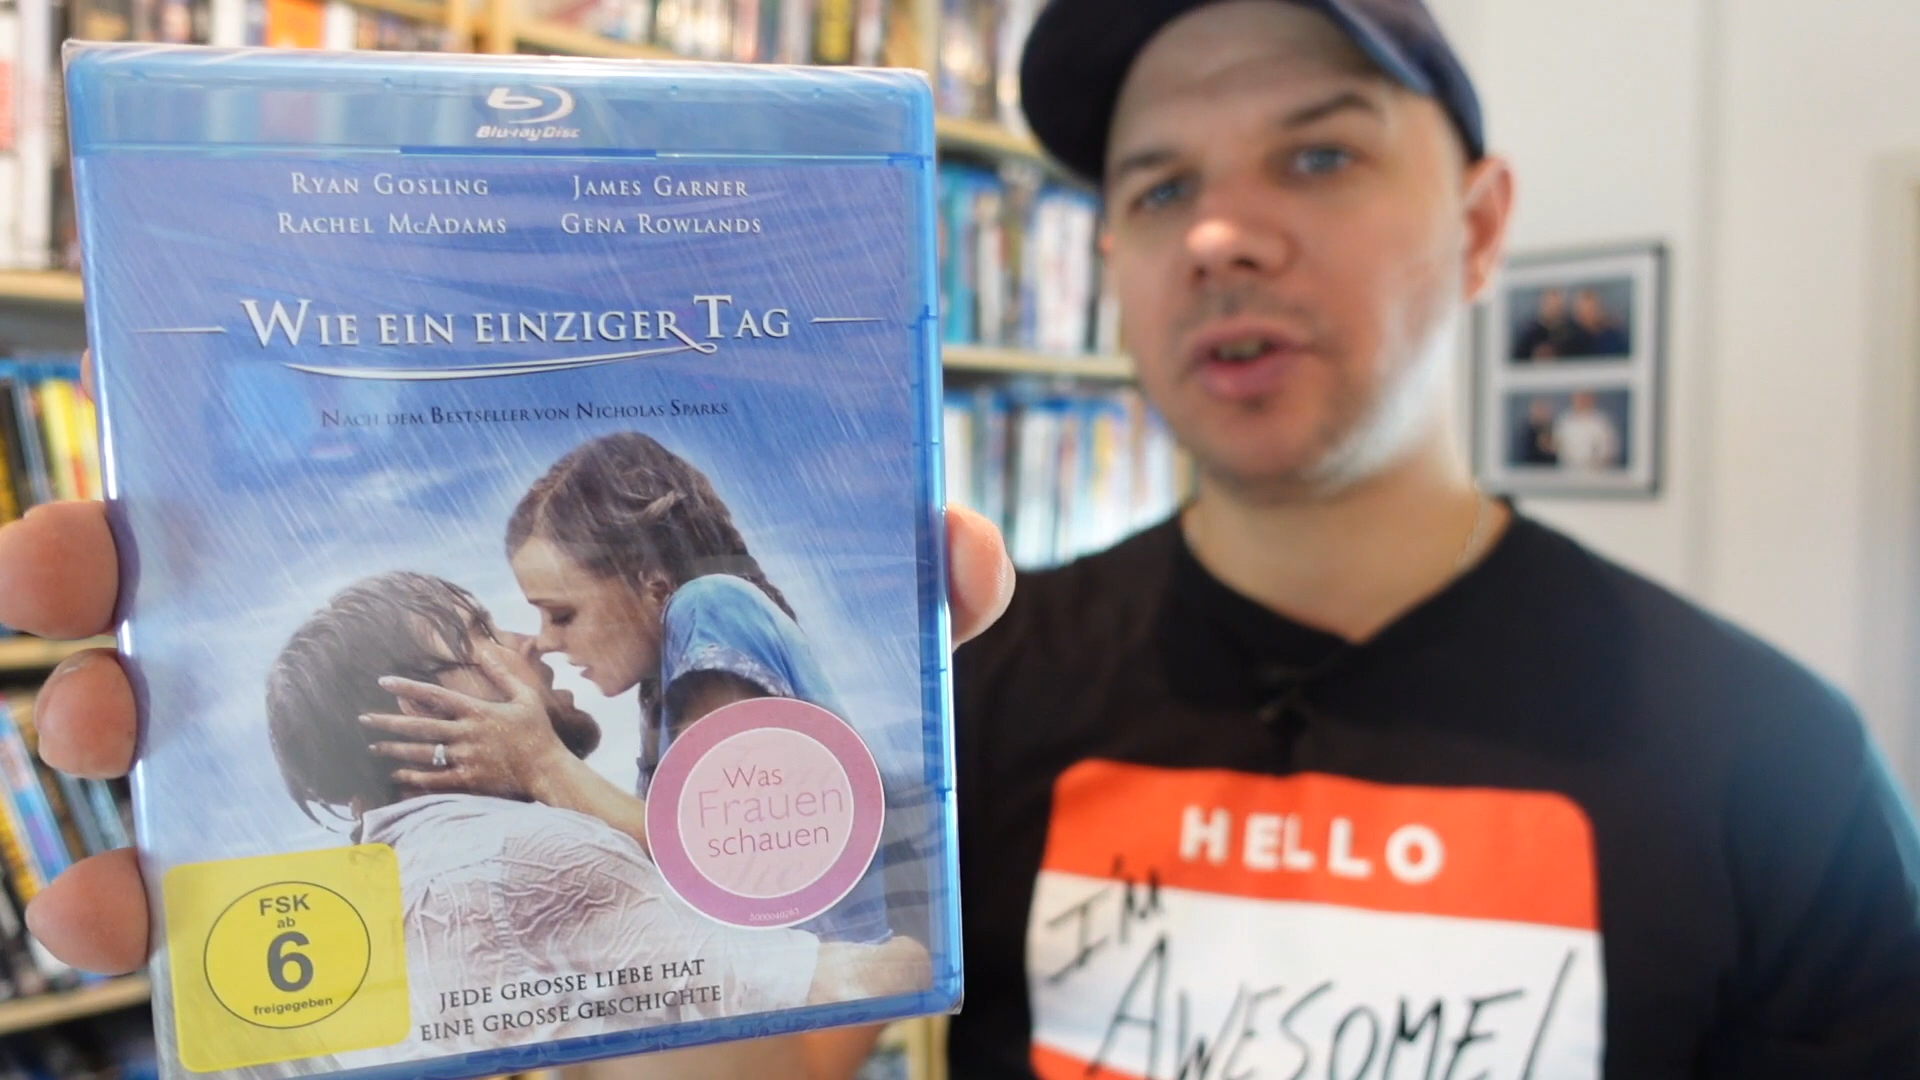 Blu-ray Disc
RYAN GOSLING JAMES GARNER
RACHEL McADAMS GENA ROWLANDS
WIE EIN EINZIGER TAG
NACH DEM BESTSELLER VON NICHOLAS SPARKS
Was
Frauen
schauen
FSK
ab
6
freigegeben
JEDE GROSSE LIEBE HAT
EINE GROSSE GESCHICHTE
HELLO
I'M
AWESOME!